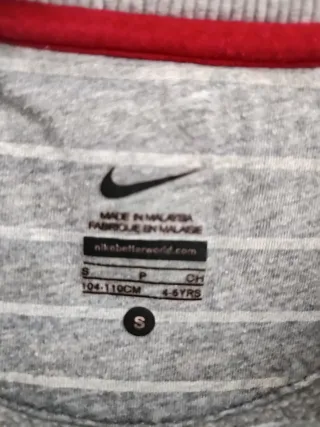 MADE IN MALAYSIA
FABRIQUE EN MALAISIE
nikebetterworld.com
S P CH
104-110CM 4-5YRS
S